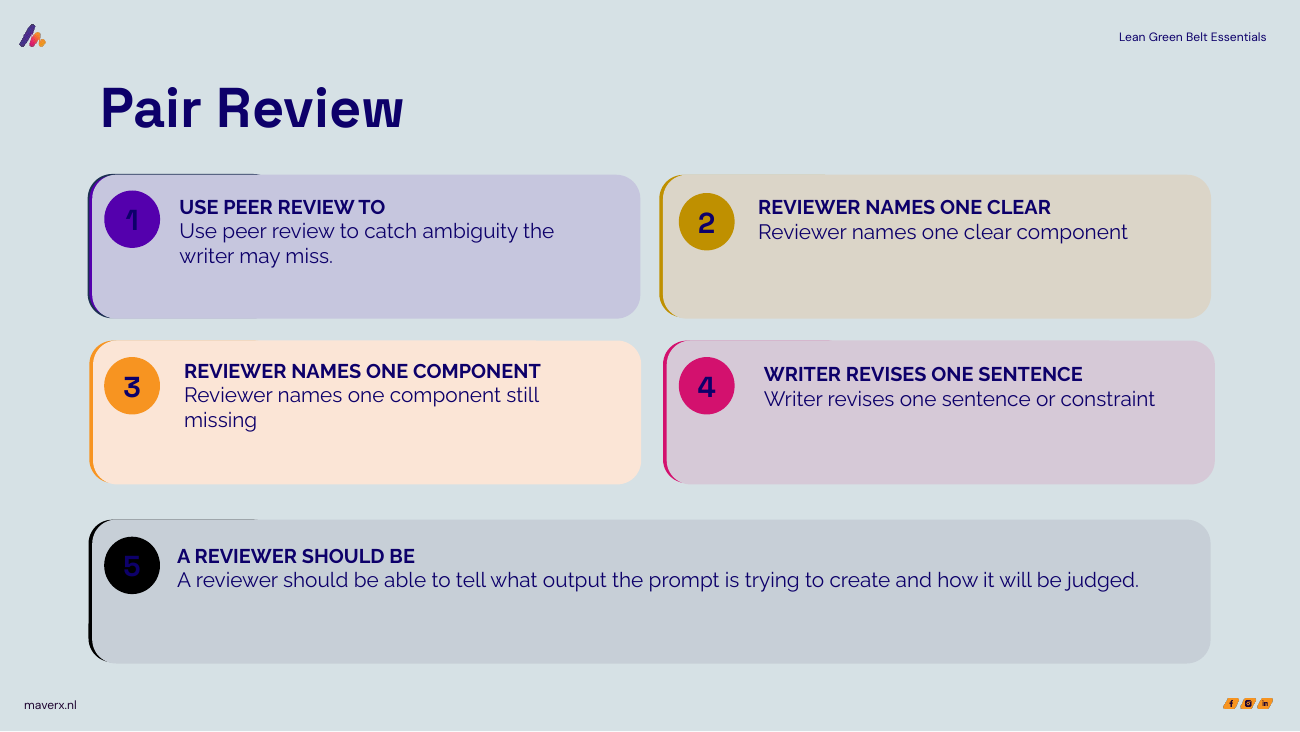 Lean Green Belt Essentials
Pair Review
1
USE PEER REVIEW TO
Use peer review to catch ambiguity the
writer may miss.
2
REVIEWER NAMES ONE CLEAR
Reviewer names one clear component
3
REVIEWER NAMES ONE COMPONENT
Reviewer names one component still
missing
4
WRITER REVISES ONE SENTENCE
Writer revises one sentence or constraint
5
A REVIEWER SHOULD BE
A reviewer should be able to tell what output the prompt is trying to create and how it will be judged.
maverx.nl